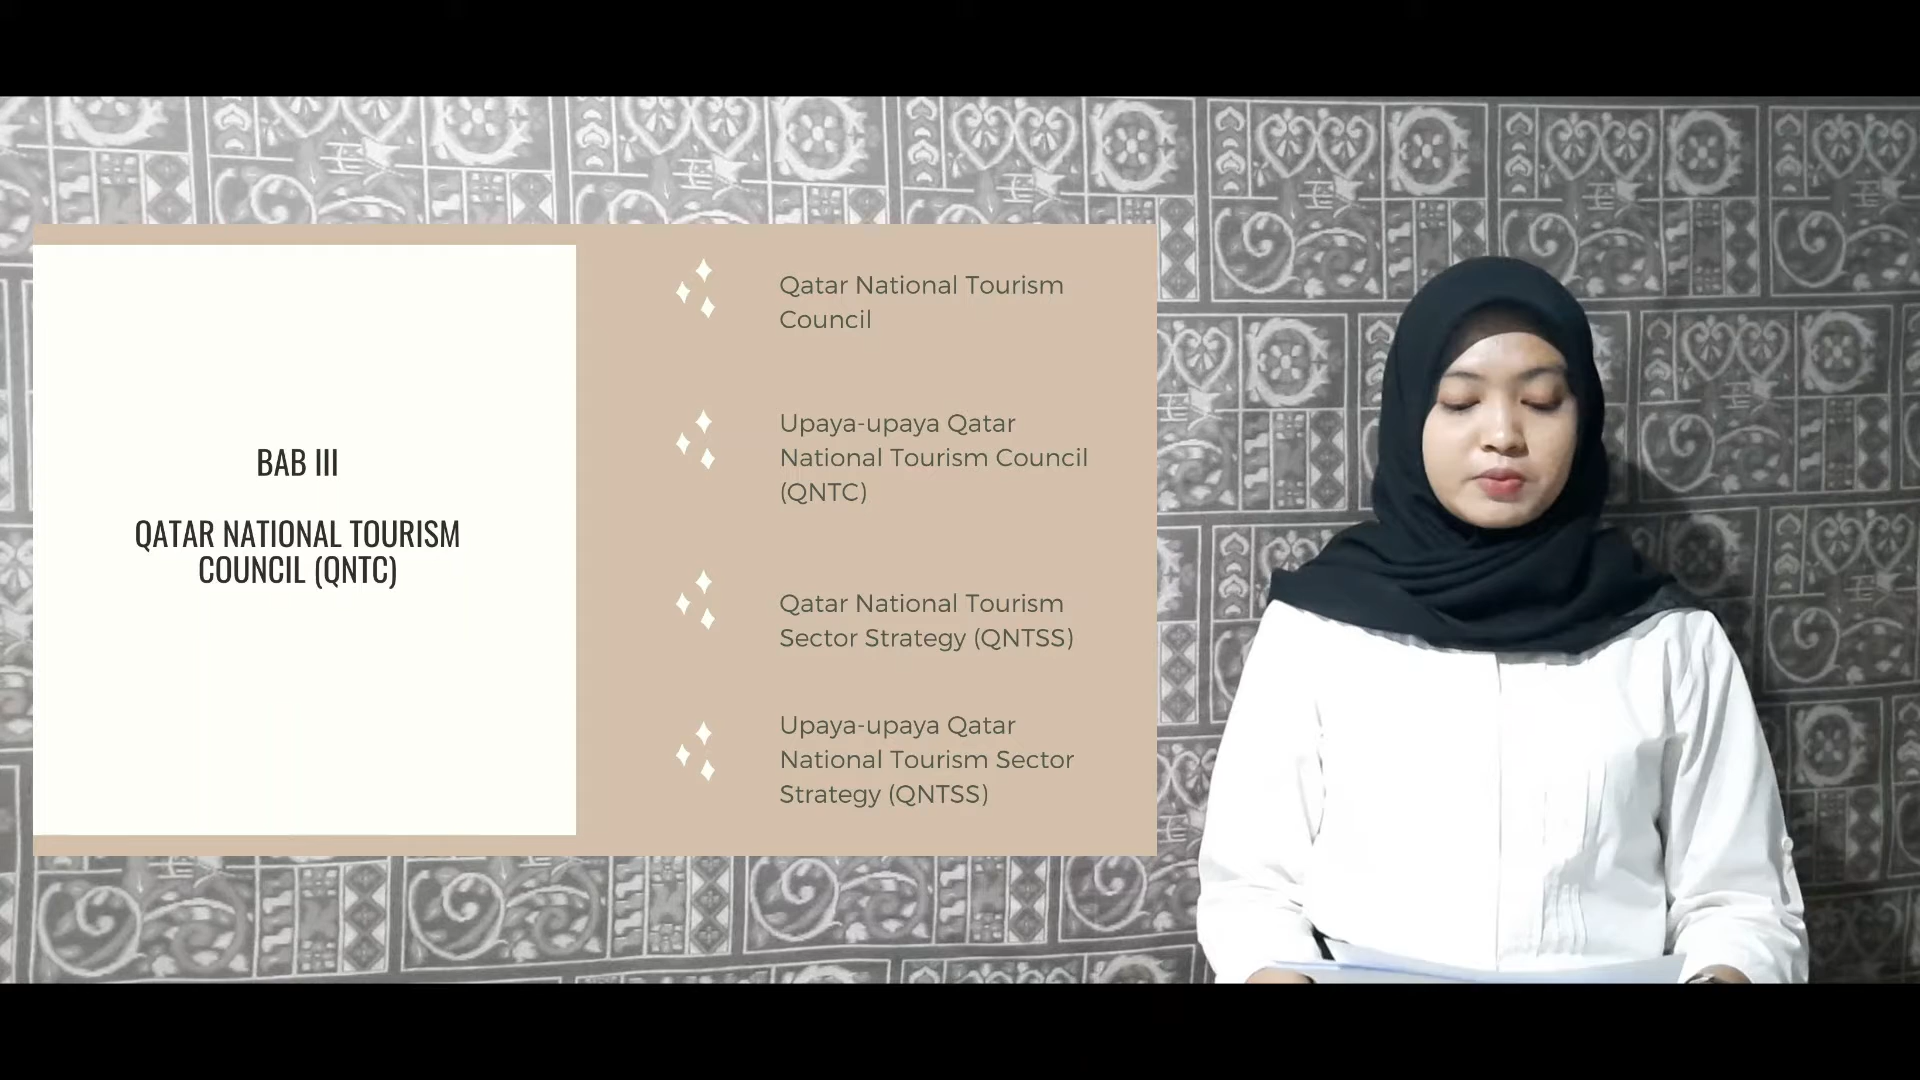 BAB III
QATAR NATIONAL TOURISM
COUNCIL (QNTC)
Qatar National Tourism
Council
Upaya-upaya Qatar
National Tourism Council
(QNTC)
Qatar National Tourism
Sector Strategy (QNTSS)
Upaya-upaya Qatar
National Tourism Sector
Strategy (QNTSS)